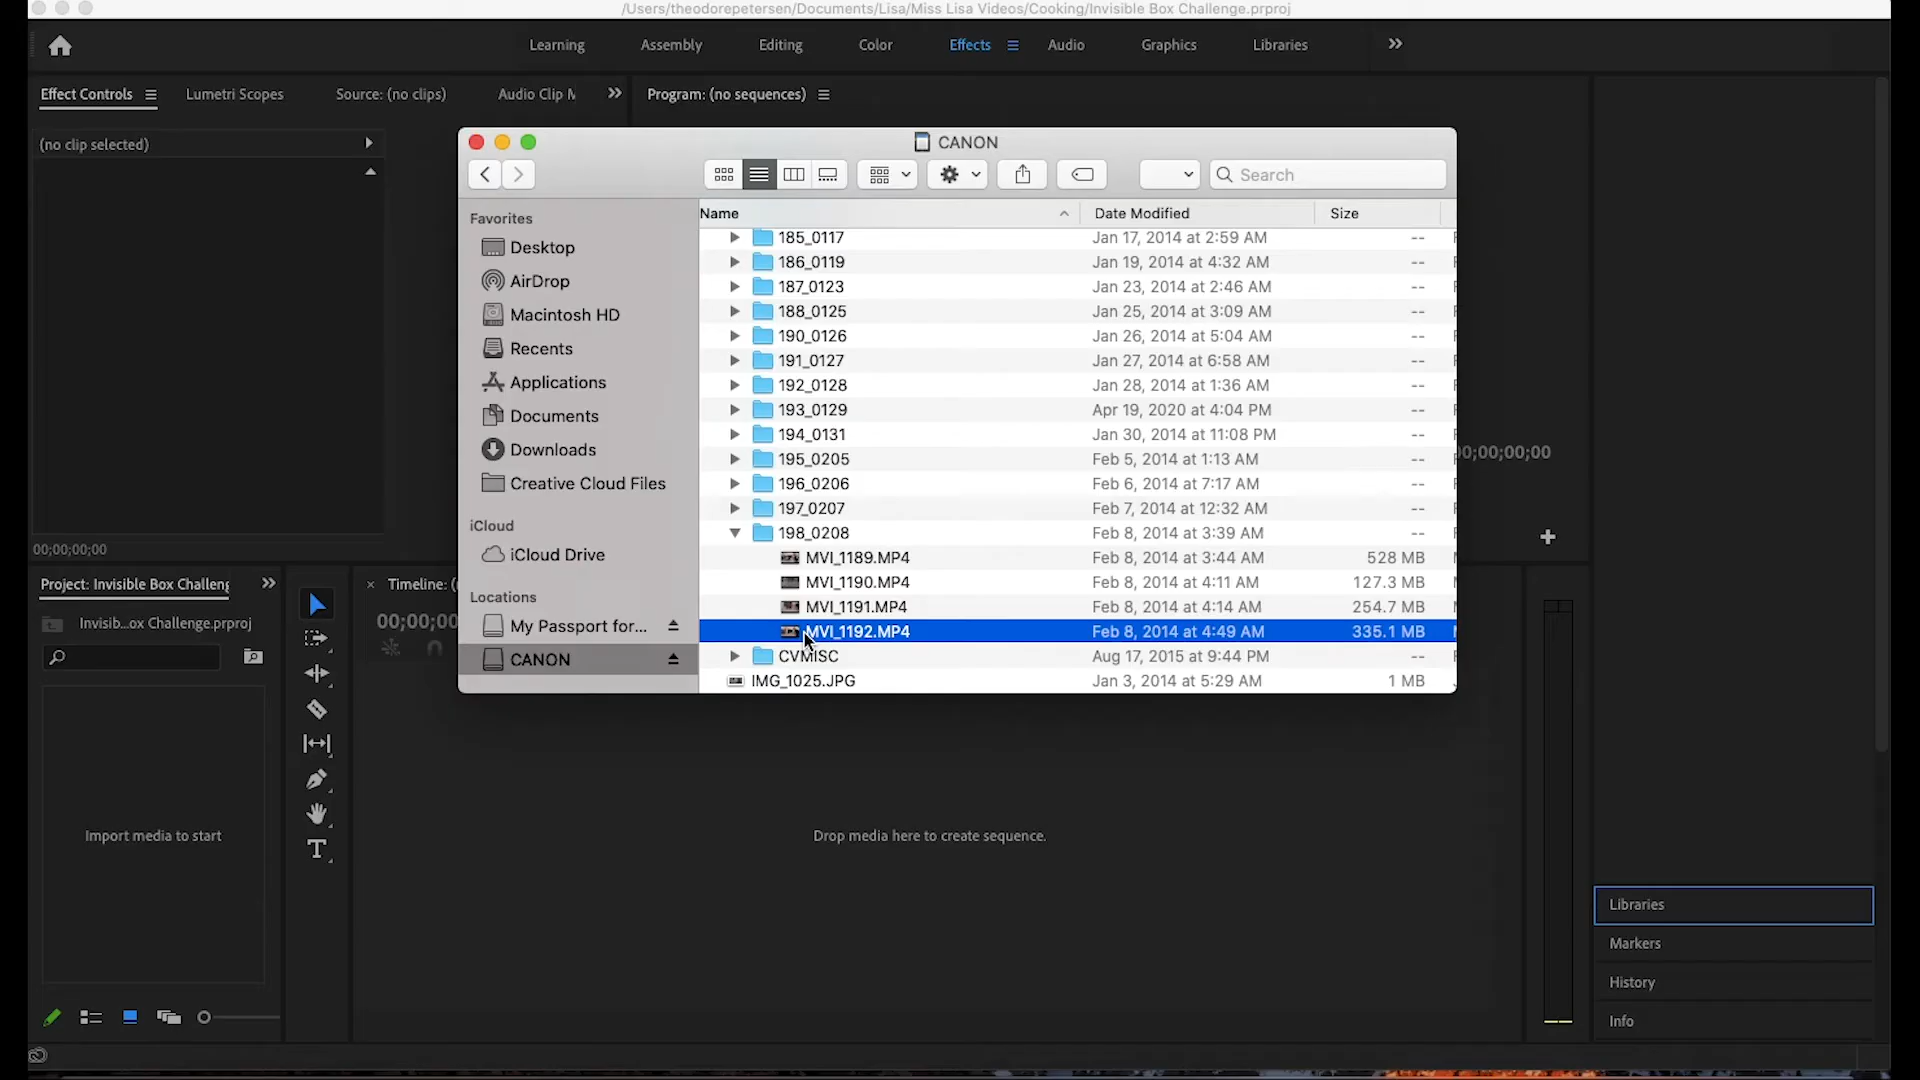 /Users/theodorepetersen/Documents/Lisa/Miss Lisa Videos/Cooking/Invisible Box Challenge.prproj
Learning Assembly Editing Color Effects Audio Graphics Libraries
Effect Controls Lumetri Scopes Source: (no clips) Audio Clip M Program: (no sequences)
(no clip selected)
CANON
Search
Name Date Modified Size
Favorites
Desktop
AirDrop
Macintosh HD
Recents
Applications
Documents
Downloads
Creative Cloud Files
iCloud
iCloud Drive
Locations
My Passport for...
CANON
185_0117 Jan 17, 2014 at 2:59 AM --
186_0119 Jan 19, 2014 at 4:32 AM --
187_0123 Jan 23, 2014 at 2:46 AM --
188_0125 Jan 25, 2014 at 3:09 AM --
190_0126 Jan 26, 2014 at 5:04 AM --
191_0127 Jan 27, 2014 at 6:58 AM --
192_0128 Jan 28, 2014 at 1:36 AM --
193_0129 Apr 19, 2020 at 4:04 PM --
194_0131 Jan 30, 2014 at 11:08 PM --
195_0205 Feb 5, 2014 at 1:13 AM --
196_0206 Feb 6, 2014 at 7:17 AM --
197_0207 Feb 7, 2014 at 12:32 AM --
198_0208 Feb 8, 2014 at 3:39 AM --
MVI_1189.MP4 Feb 8, 2014 at 3:44 AM 528 MB
MVI_1190.MP4 Feb 8, 2014 at 4:11 AM 127.3 MB
MVI_1191.MP4 Feb 8, 2014 at 4:14 AM 254.7 MB
MVI_1192.MP4 Feb 8, 2014 at 4:49 AM 335.1 MB
CVMISC Aug 17, 2015 at 9:44 PM --
IMG_1025.JPG Jan 3, 2014 at 5:29 AM 1 MB
00;00;00;00
00;00;00;00
Project: Invisible Box Challeng
Invisib...ox Challenge.prproj
Import media to start
Timeline: (
00;00;00
Drop media here to create sequence.
Libraries
Markers
History
Info